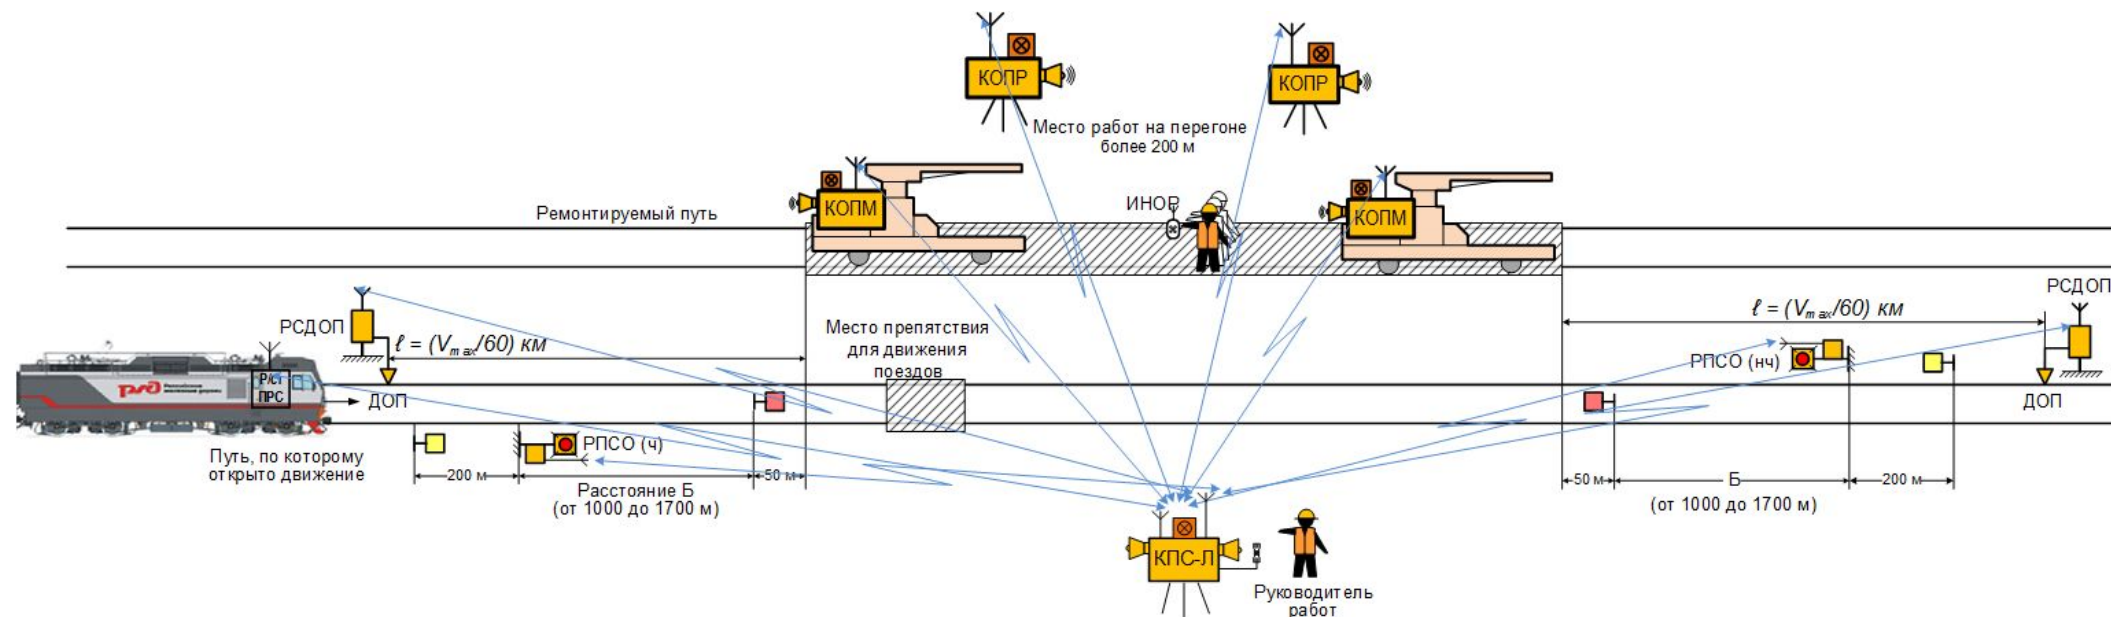 КОПР
КОПР
Место работ на перегоне
более 200 м
КОПМ
ИНОР
КОПМ
Ремонтируемый путь
РСДОП
РСДОП
ℓ = (Vmax/60) км
Место препятствия
для движения
поездов
ℓ = (Vmax/60) км
РПСО (нч)
Р/СТ
ПРС
РЖД
ДОП
ДОП
Путь, по которому
открыто движение
РПСО (ч)
200 м
50 м
50 м
Б
200 м
Расстояние Б
(от 1000 до 1700 м)
(от 1000 до 1700 м)
КПС-Л
Руководитель
работ